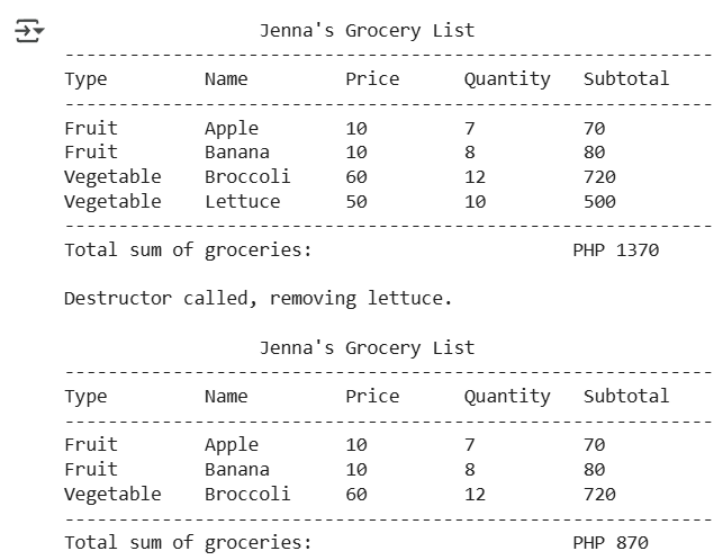 Jenna's Grocery List
------------------------------------------------------------
Type Name Price Quantity Subtotal
------------------------------------------------------------
Fruit Apple 10 7 70
Fruit Banana 10 8 80
Vegetable Broccoli 60 12 720
Vegetable Lettuce 50 10 500
------------------------------------------------------------
Total sum of groceries: PHP 1370
Destructor called, removing lettuce.
Jenna's Grocery List
------------------------------------------------------------
Type Name Price Quantity Subtotal
------------------------------------------------------------
Fruit Apple 10 7 70
Fruit Banana 10 8 80
Vegetable Broccoli 60 12 720
------------------------------------------------------------
Total sum of groceries: PHP 870